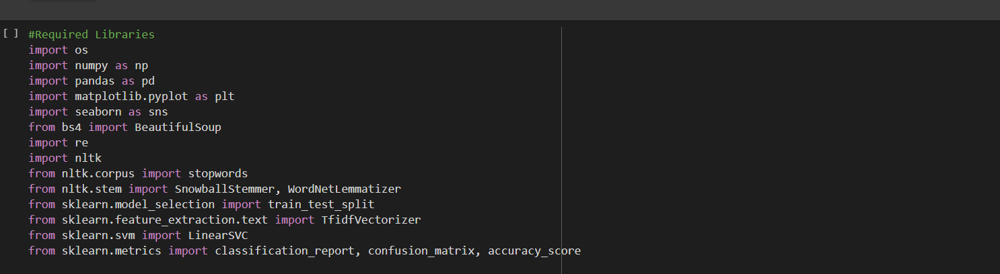 [ ] #Required Libraries
import os
import numpy as np
import pandas as pd
import matplotlib.pyplot as plt
import seaborn as sns
from bs4 import BeautifulSoup
import re
import nltk
from nltk.corpus import stopwords
from nltk.stem import SnowballStemmer, WordNetLemmatizer
from sklearn.model_selection import train_test_split
from sklearn.feature_extraction.text import TfidfVectorizer
from sklearn.svm import LinearSVC
from sklearn.metrics import classification_report, confusion_matrix, accuracy_score